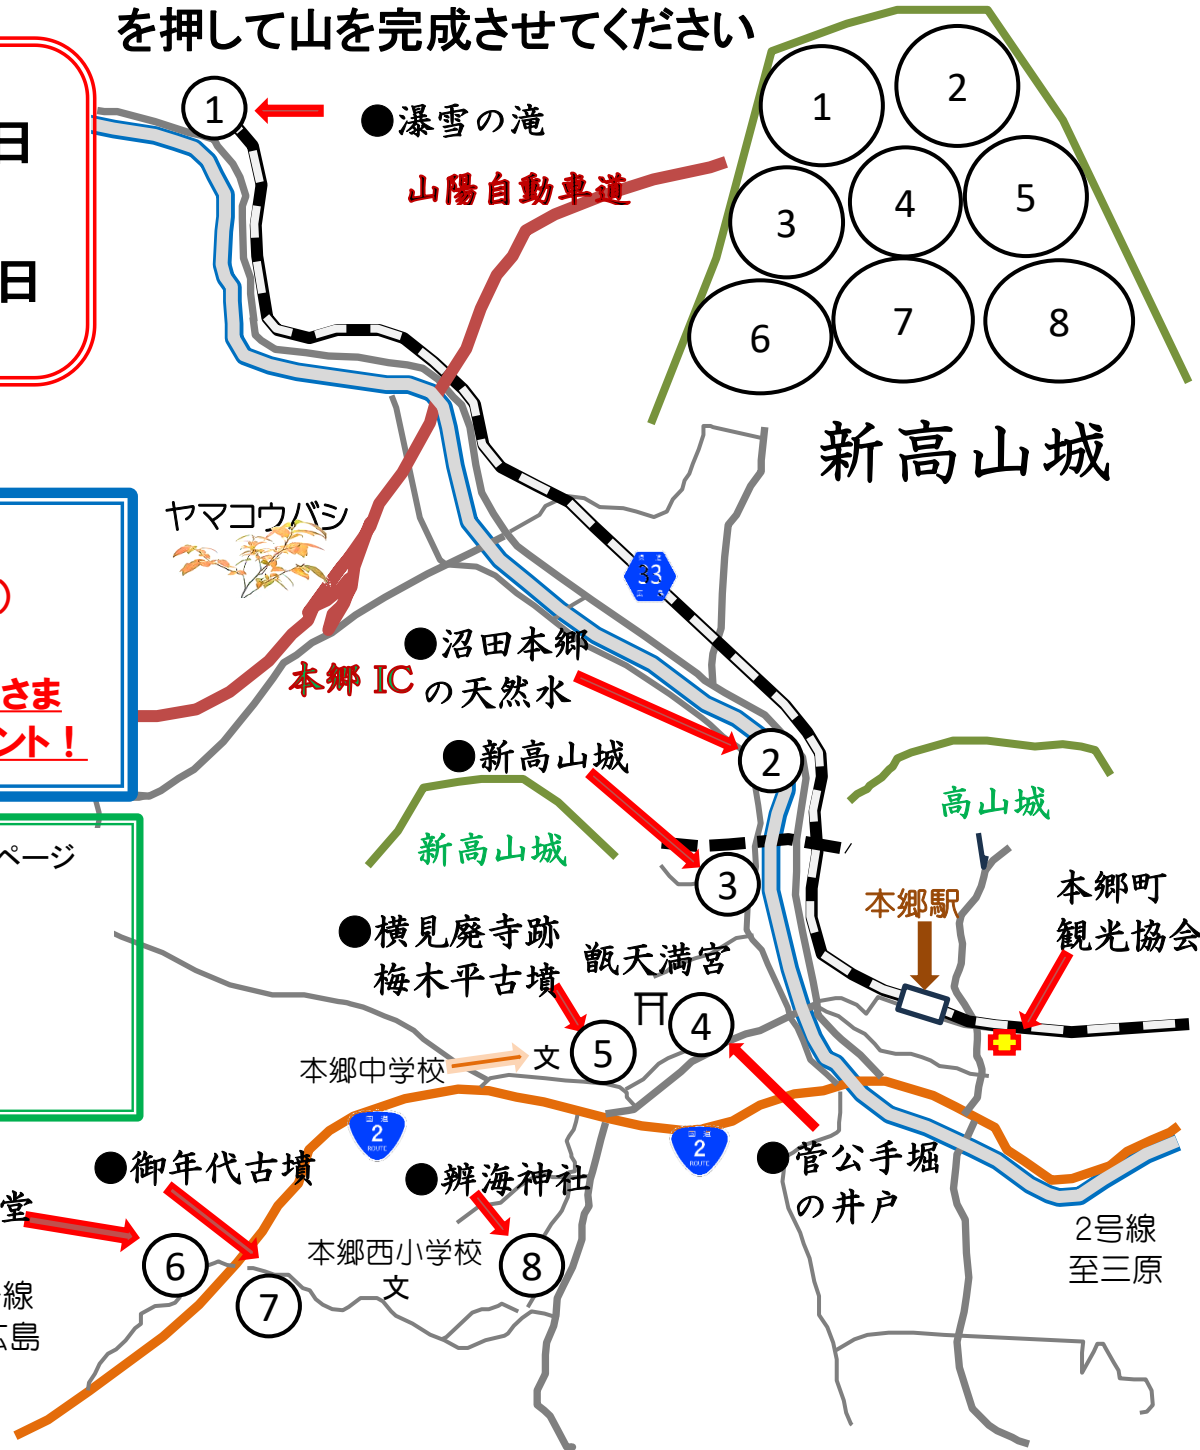 を押して山を完成させてください
日
日
1
●瀑雪の滝
山陽自動車道
1
2
3
4
5
6
7
8
新高山城
ヤマコウバシ
33
さま
ント！
●沼田本郷
の天然水
本郷 IC
2
●新高山城
新高山城
3
高山城
ページ
本郷駅
本郷町
観光協会
●横見廃寺跡
梅木平古墳
甑天満宮
4
5
文
本郷中学校
2
ROUTE
2
ROUTE
●御年代古墳
●辨海神社
●菅公手堀
の井戸
堂
6
7
本郷西小学校
文
8
2号線
至三原
線
広島